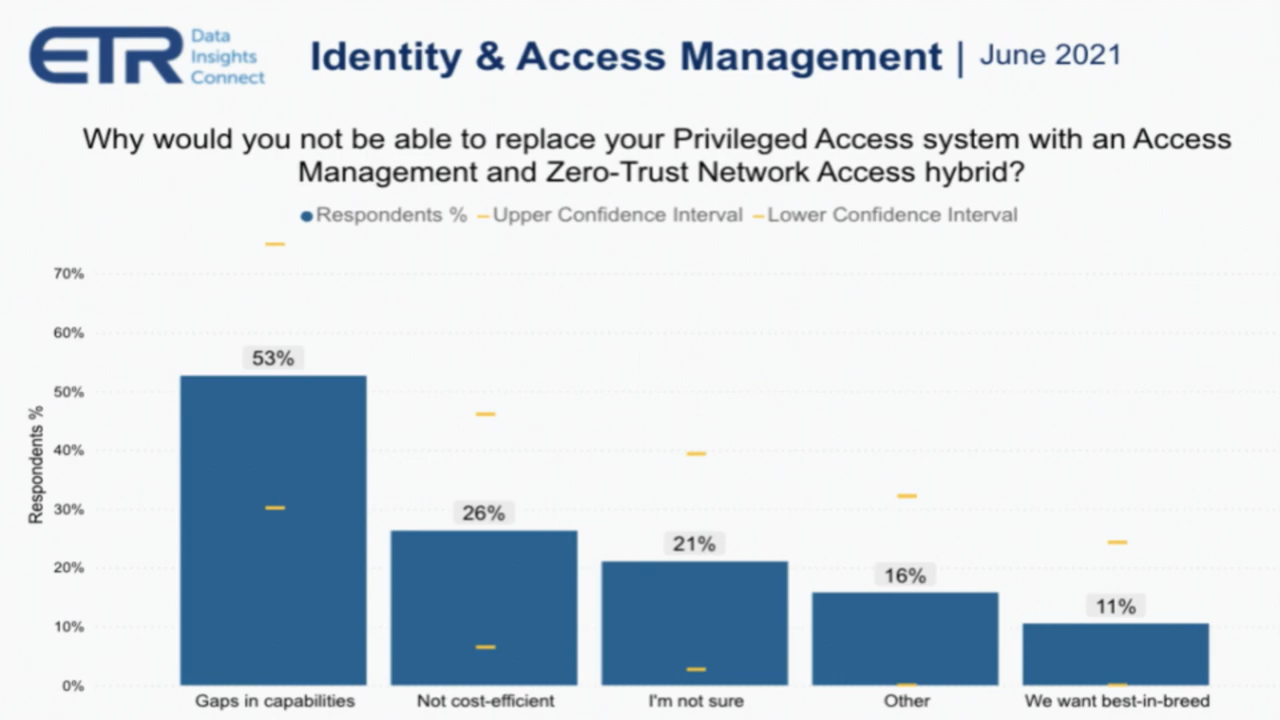 ETR Data
Insights
Connect
Identity & Access Management | June 2021
Why would you not be able to replace your Privileged Access system with an Access
Management and Zero-Trust Network Access hybrid?
Respondents % Upper Confidence Interval Lower Confidence Interval
70%
60%
53%
50%
Respondents %
40%
30%
26%
21%
20%
16%
11%
10%
0%
Gaps in capabilities Not cost-efficient I'm not sure Other We want best-in-breed